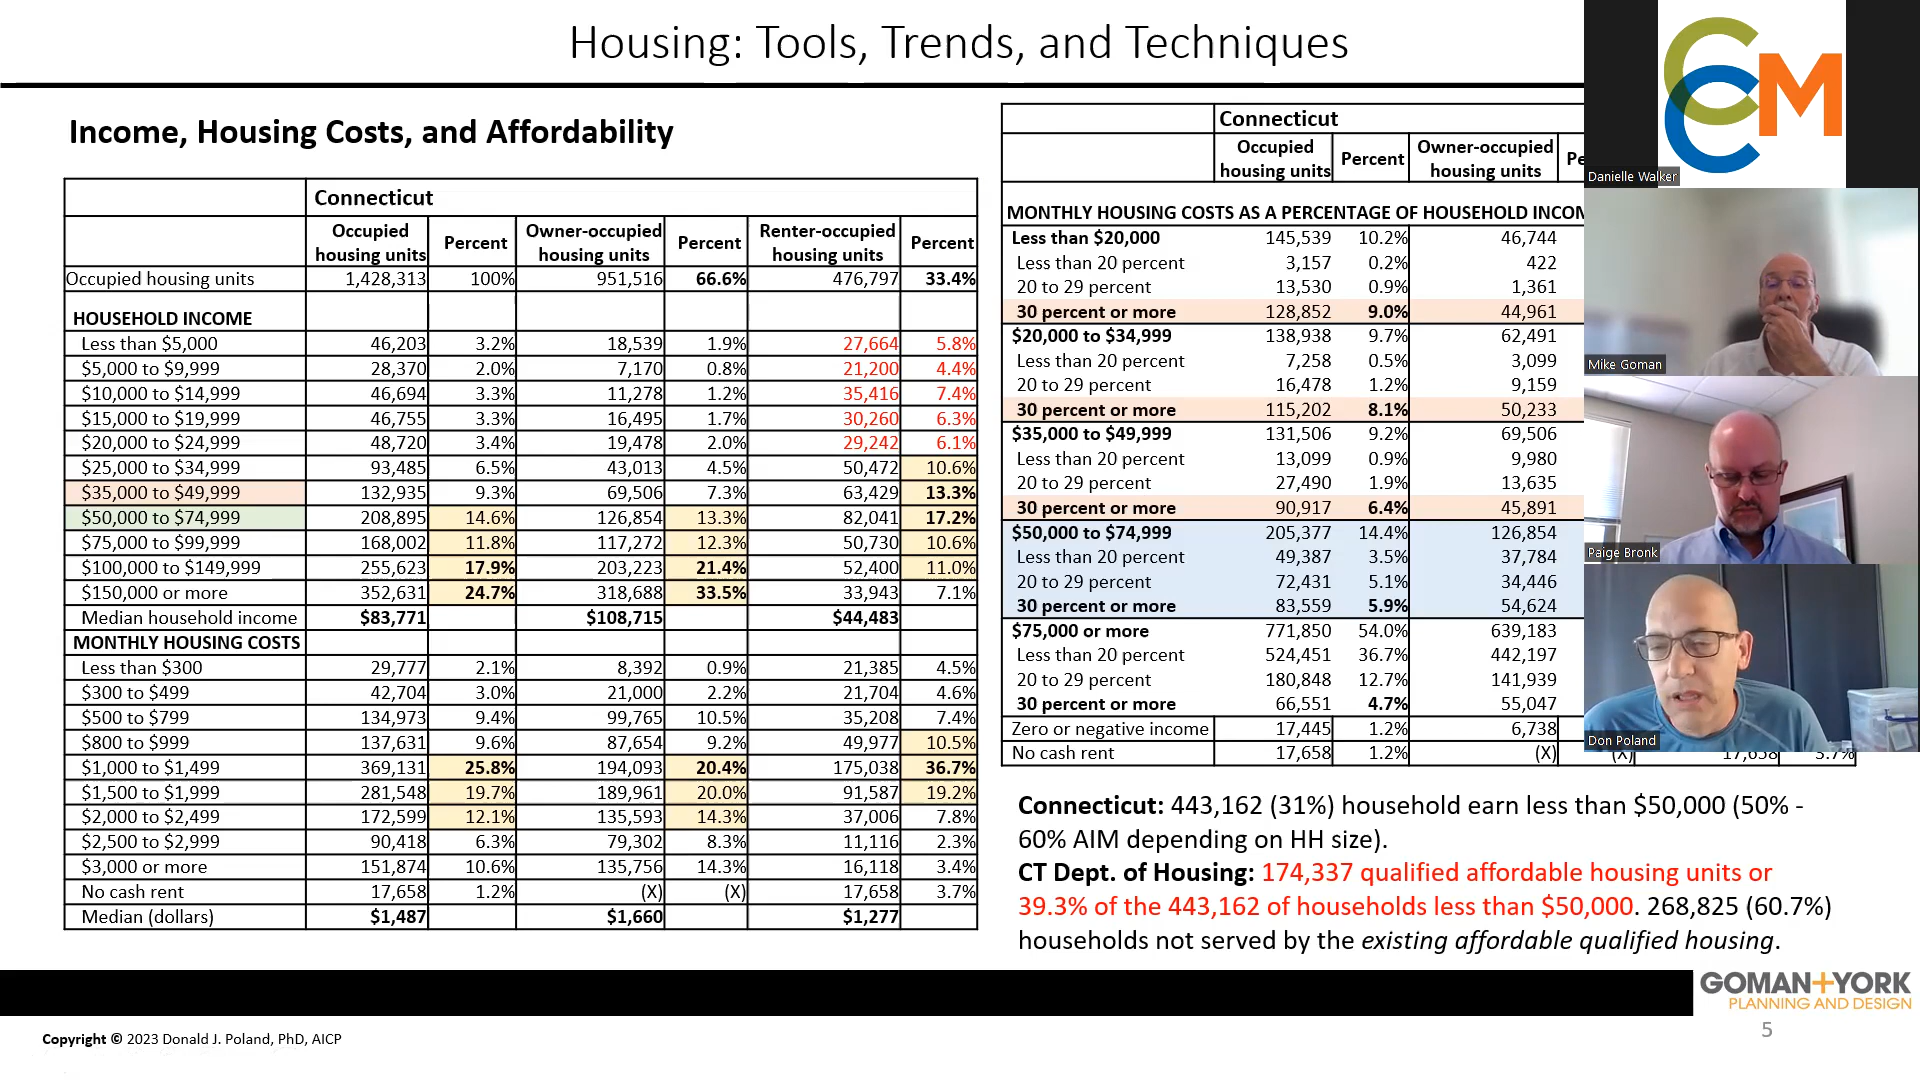 Housing: Tools, Trends, and Techniques
Income, Housing Costs, and Affordability
Connecticut
Occupied housing units Percent Owner-occupied housing units Percent Renter-occupied housing units Percent
Occupied housing units 1,428,313 100% 951,516 66.6% 476,797 33.4%
HOUSEHOLD INCOME
Less than $5,000 46,203 3.2% 18,539 1.9% 27,664 5.8%
$5,000 to $9,999 28,370 2.0% 7,170 0.8% 21,200 4.4%
$10,000 to $14,999 46,694 3.3% 11,278 1.2% 35,416 7.4%
$15,000 to $19,999 46,755 3.3% 16,495 1.7% 30,260 6.3%
$20,000 to $24,999 48,720 3.4% 19,478 2.0% 29,242 6.1%
$25,000 to $34,999 93,485 6.5% 43,013 4.5% 50,472 10.6%
$35,000 to $49,999 132,935 9.3% 69,506 7.3% 63,429 13.3%
$50,000 to $74,999 208,895 14.6% 126,854 13.3% 82,041 17.2%
$75,000 to $99,999 168,002 11.8% 117,272 12.3% 50,730 10.6%
$100,000 to $149,999 255,623 17.9% 203,223 21.4% 52,400 11.0%
$150,000 or more 352,631 24.7% 318,688 33.5% 33,943 7.1%
Median household income $83,771 $108,715 $44,483
MONTHLY HOUSING COSTS
Less than $300 29,777 2.1% 8,392 0.9% 21,385 4.5%
$300 to $499 42,704 3.0% 21,000 2.2% 21,704 4.6%
$500 to $799 134,973 9.4% 99,765 10.5% 35,208 7.4%
$800 to $999 137,631 9.6% 87,654 9.2% 49,977 10.5%
$1,000 to $1,499 369,131 25.8% 194,093 20.4% 175,038 36.7%
$1,500 to $1,999 281,548 19.7% 189,961 20.0% 91,587 19.2%
$2,000 to $2,499 172,599 12.1% 135,593 14.3% 37,006 7.8%
$2,500 to $2,999 90,418 6.3% 79,302 8.3% 11,116 2.3%
$3,000 or more 151,874 10.6% 135,756 14.3% 16,118 3.4%
No cash rent 17,658 1.2% (X) (X) 17,658 3.7%
Median (dollars) $1,487 $1,660 $1,277
Connecticut
Occupied housing units Percent Owner-occupied housing units Pe
MONTHLY HOUSING COSTS AS A PERCENTAGE OF HOUSEHOLD INCOM
Less than $20,000 145,539 10.2% 46,744
Less than 20 percent 3,157 0.2% 422
20 to 29 percent 13,530 0.9% 1,361
30 percent or more 128,852 9.0% 44,961
$20,000 to $34,999 138,938 9.7% 62,491
Less than 20 percent 7,258 0.5% 3,099
20 to 29 percent 16,478 1.2% 9,159
30 percent or more 115,202 8.1% 50,233
$35,000 to $49,999 131,506 9.2% 69,506
Less than 20 percent 13,099 0.9% 9,980
20 to 29 percent 27,490 1.9% 13,635
30 percent or more 90,917 6.4% 45,891
$50,000 to $74,999 205,377 14.4% 126,854
Less than 20 percent 49,387 3.5% 37,784
20 to 29 percent 72,431 5.1% 34,446
30 percent or more 83,559 5.9% 54,624
$75,000 or more 771,850 54.0% 639,183
Less than 20 percent 524,451 36.7% 442,197
20 to 29 percent 180,848 12.7% 141,939
30 percent or more 66,551 4.7% 55,047
Zero or negative income 17,445 1.2% 6,738
No cash rent 17,658 1.2% (X) (X) 17,658 3.7%
Connecticut: 443,162 (31%) household earn less than $50,000 (50% -
60% AIM depending on HH size).
CT Dept. of Housing: 174,337 qualified affordable housing units or
39.3% of the 443,162 of households less than $50,000. 268,825 (60.7%)
households not served by the existing affordable qualified housing.
CCM
Danielle Walker
Mike Goman
Paige Bronk
Don Poland
GOMAN+YORK
PLANNING AND DESIGN
5
Copyright © 2023 Donald J. Poland, PhD, AICP